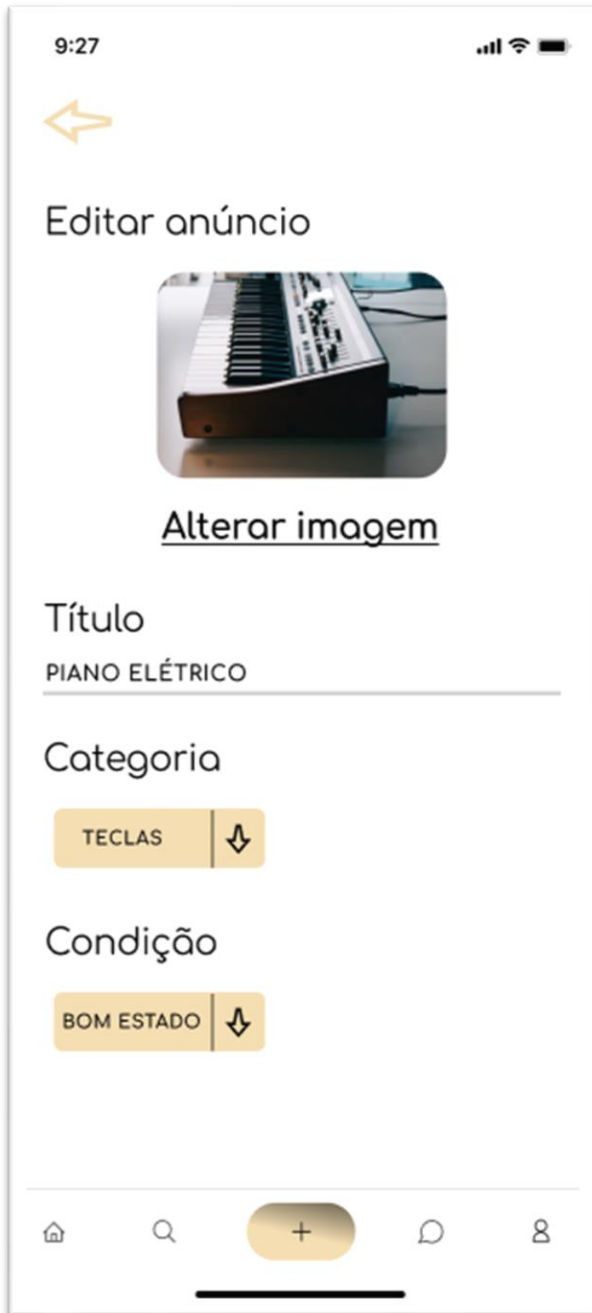 9:27
Editar anúncio
Alterar imagem
Título
PIANO ELÉTRICO
Categoria
TECLAS
Condição
BOM ESTADO